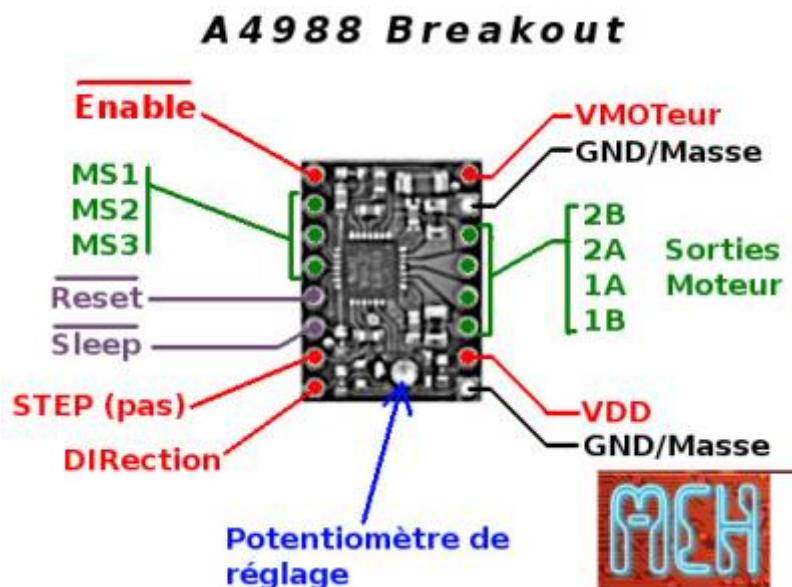 A4988 Breakout
Enable
MS1
MS2
MS3
Reset
Sleep
STEP (pas)
DIRection
VMOTeur
GND/Masse
2B
2A Sorties
1A Moteur
1B
VDD
GND/Masse
Potentiomètre de
réglage
MCH